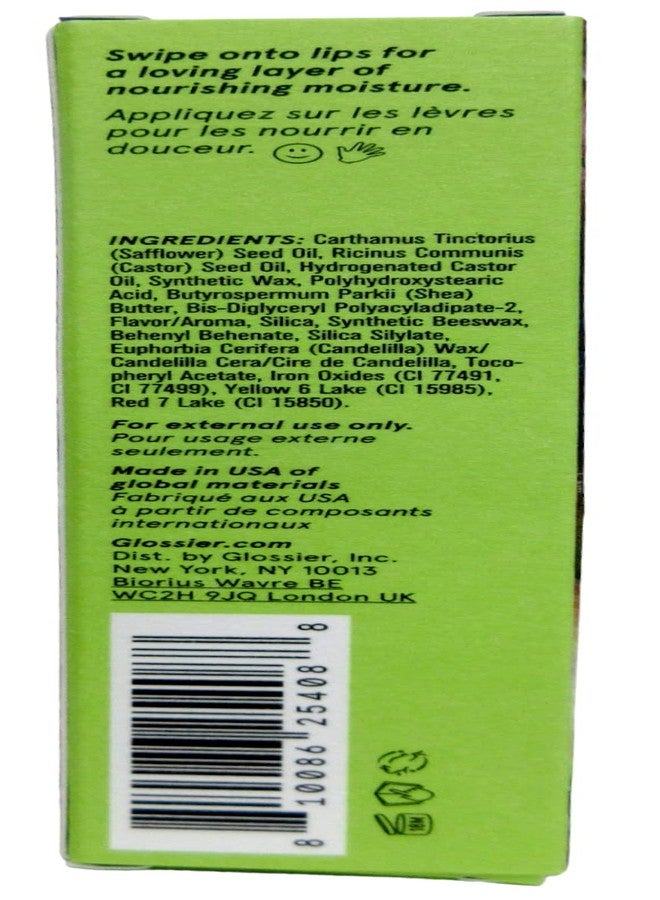 Swipe onto lips for
a loving layer of
nourishing moisture.
Appliquez sur les lèvres
pour les nourrir en
douceur.
INGREDIENTS: Carthamus Tinctorius
(Safflower) Seed Oil, Ricinus Communis
(Castor) Seed Oil, Hydrogenated Castor
Oil, Synthetic Wax, Polyhydroxystearic
Acid, Butyrospermum Parkii (Shea)
Butter, Bis-Diglyceryl Polyacyladipate-2,
Flavor/Aroma, Silica, Synthetic Beeswax,
Behenyl Behenate, Silica Silylate,
Euphorbia Cerifera (Candelilla) Wax/
Candelilla Cera/Cire de Candelilla, Toco-
pheryl Acetate, Iron Oxides (CI 77491,
CI 77499), Yellow 6 Lake (CI 15985),
Red 7 Lake (CI 15850).
For external use only.
Pour usage externe
seulement.
Made in USA of
global materials
Fabriqué aux USA
à partir de composants
internationaux
Glossier.com
Dist. by Glossier, Inc.
New York, NY 10013
Biorius Wavre BE
WC2H 9JQ London UK
8 10086 25408 8